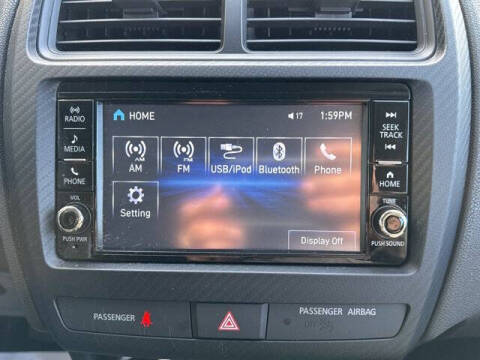 RADIO
MEDIA
PHONE
VOL
PUSH PWR
HOME
17
1:59PM
AM
FM
USB/iPod
Bluetooth
Phone
Setting
Display Off
SEEK
TRACK
HOME
TUNE
PUSH SOUND
PASSENGER
PASSENGER AIRBAG
OFF